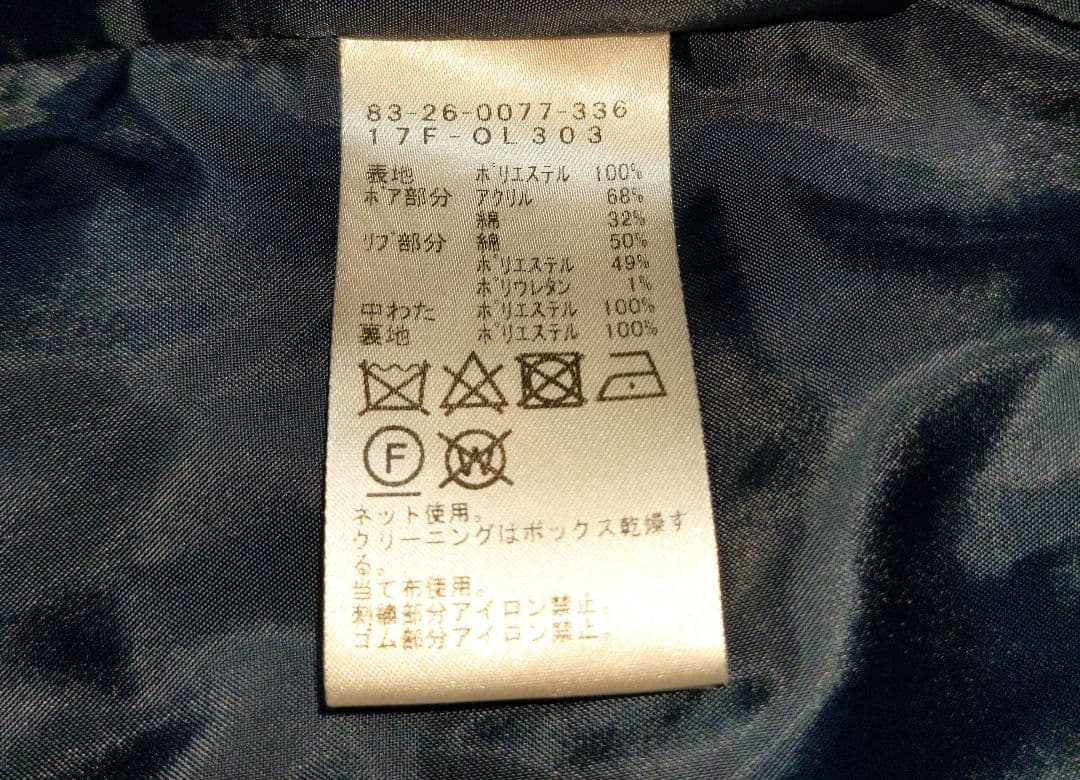 83-26-0077-336
17F-OL303
表地 ポリエステル 100%
ボア部分 アクリル 68%
綿 32%
リブ部分 綿 50%
ポリエステル 49%
ポリウレタン 1%
中わた ポリエステル 100%
裏地 ポリエステル 100%
F W
ネット使用。
クリーニングはボックス乾燥す
る。
当て布使用。
刺繍部分アイロン禁止。
ゴム部分アイロン禁止。